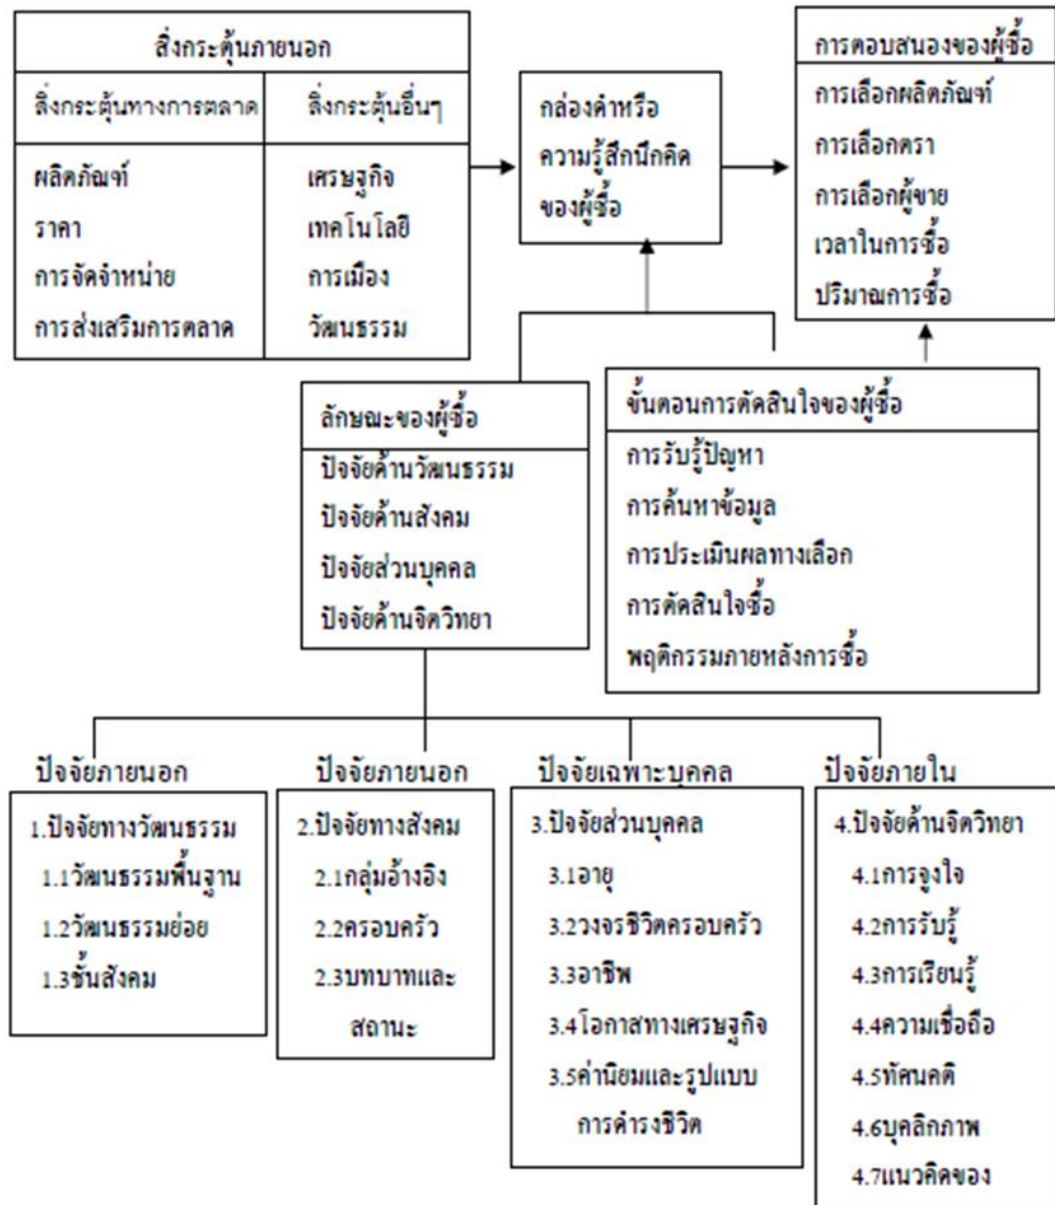 สิ่งกระตุ้นภายนอก
สิ่งกระตุ้นทางการตลาด
สิ่งกระตุ้นอื่นๆ
ผลิตภัณฑ์
ราคา
การจัดจำหน่าย
การส่งเสริมการตลาด
เศรษฐกิจ
เทคโนโลยี
การเมือง
วัฒนธรรม
กล่องดำหรือ
ความรู้สึกนึกคิด
ของผู้ซื้อ
การตอบสนองของผู้ซื้อ
การเลือกผลิตภัณฑ์
การเลือกตรา
การเลือกผู้ขาย
เวลาในการซื้อ
ปริมาณการซื้อ
ลักษณะของผู้ซื้อ
ปัจจัยด้านวัฒนธรรม
ปัจจัยด้านสังคม
ปัจจัยส่วนบุคคล
ปัจจัยด้านจิตวิทยา
ขั้นตอนการตัดสินใจของผู้ซื้อ
การรับรู้ปัญหา
การค้นหาข้อมูล
การประเมินผลทางเลือก
การตัดสินใจซื้อ
พฤติกรรมภายหลังการซื้อ
ปัจจัยภายนอก
1.ปัจจัยทางวัฒนธรรม
1.1วัฒนธรรมพื้นฐาน
1.2วัฒนธรรมย่อย
1.3ชั้นสังคม
ปัจจัยภายนอก
2.ปัจจัยทางสังคม
2.1กลุ่มอ้างอิง
2.2ครอบครัว
2.3บทบาทและ
สถานะ
ปัจจัยเฉพาะบุคคล
3.ปัจจัยส่วนบุคคล
3.1อายุ
3.2วงจรชีวิตครอบครัว
3.3อาชีพ
3.4โอกาสทางเศรษฐกิจ
3.5ค่านิยมและรูปแบบ
การดำรงชีวิต
ปัจจัยภายใน
4.ปัจจัยด้านจิตวิทยา
4.1การจูงใจ
4.2การรับรู้
4.3การเรียนรู้
4.4ความเชื่อถือ
4.5ทัศนคติ
4.6บุคลิกภาพ
4.7แนวคิดของ